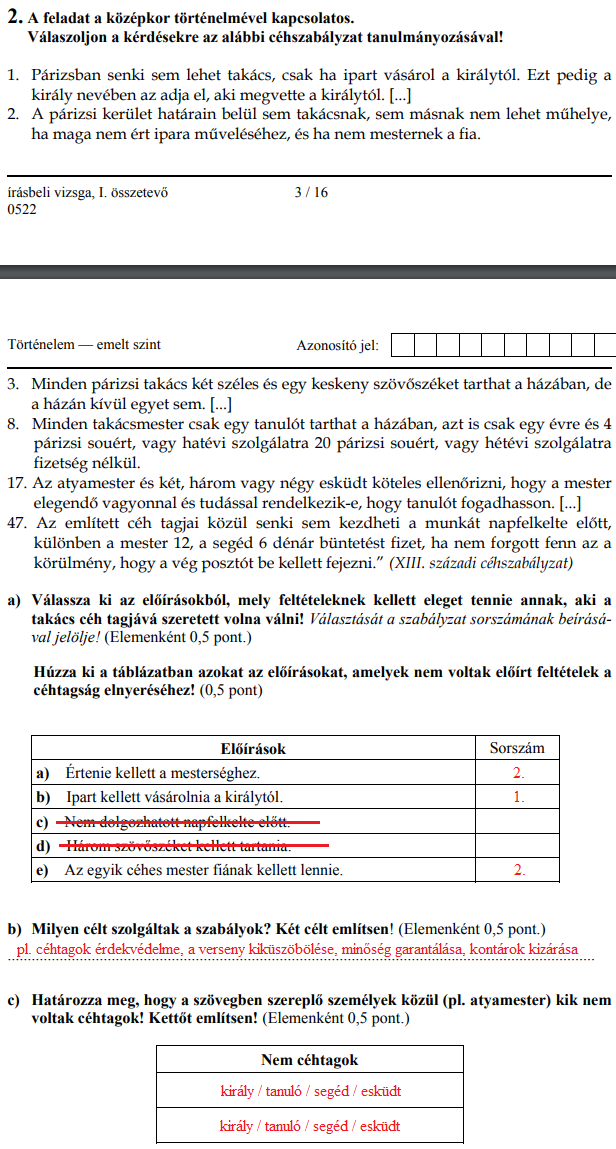 2. A feladat a középkor történelmével kapcsolatos.
Válaszoljon a kérdésekre az alábbi céhszabályzat tanulmányozásával!
1. Párizsban senki sem lehet takács, csak ha ipart vásárol a királytól. Ezt pedig a
király nevében az adja el, aki megvette a királytól. [...]
2. A párizsi kerület határain belül sem takácsnak, sem másnak nem lehet műhelye,
ha maga nem ért ipara műveléséhez, és ha nem mesternek a fia.
írásbeli vizsga, I. összetevő 3 / 16
0522
Történelem — emelt szint Azonosító jel:
3. Minden párizsi takács két széles és egy keskeny szövőszéket tarthat a házában, de
a házán kívül egyet sem. [...]
8. Minden takácsmester csak egy tanulót tarthat a házában, azt is csak egy évre és 4
párizsi souért, vagy hatévi szolgálatra 20 párizsi souért, vagy hétévi szolgálatra
fizetség nélkül.
17. Az atyamester és két, három vagy négy esküdt köteles ellenőrizni, hogy a mester
elegendő vagyonnal és tudással rendelkezik-e, hogy tanulót fogadhasson. [...]
47. Az említett céh tagjai közül senki sem kezdheti a munkát napfelkelte előtt,
különben a mester 12, a segéd 6 dénár büntetést fizet, ha nem forgott fenn az a
körülmény, hogy a vég posztót be kellett fejezni.” (XIII. századi céhszabályzat)
a) Válassza ki az előírásokból, mely feltételeknek kellett eleget tennie annak, aki a
takács céh tagjává szeretett volna válni! Választását a szabályzat sorszámának beírásá-
val jelölje! (Elemenként 0,5 pont.)
Húzza ki a táblázatban azokat az előírásokat, amelyek nem voltak előírt feltételek a
céhtagság elnyeréséhez! (0,5 pont)
Előírások Sorszám
a) Értenie kellett a mesterséghez. 2.
b) Ipart kellett vásárolnia a királytól. 1.
c) Nem dolgozhatott napfelkelte előtt.
d) Három szövőszéket kellett tartania.
e) Az egyik céhes mester fiának kellett lennie. 2.
b) Milyen célt szolgáltak a szabályok? Két célt említsen! (Elemenként 0,5 pont.)
pl. céhtagok érdekvédelme, a verseny kiküszöbölése, minőség garantálása, kontárok kizárása
c) Határozza meg, hogy a szövegben szereplő személyek közül (pl. atyamester) kik nem
voltak céhtagok! Kettőt említsen! (Elemenként 0,5 pont.)
Nem céhtagok
király / tanuló / segéd / esküdt
király / tanuló / segéd / esküdt